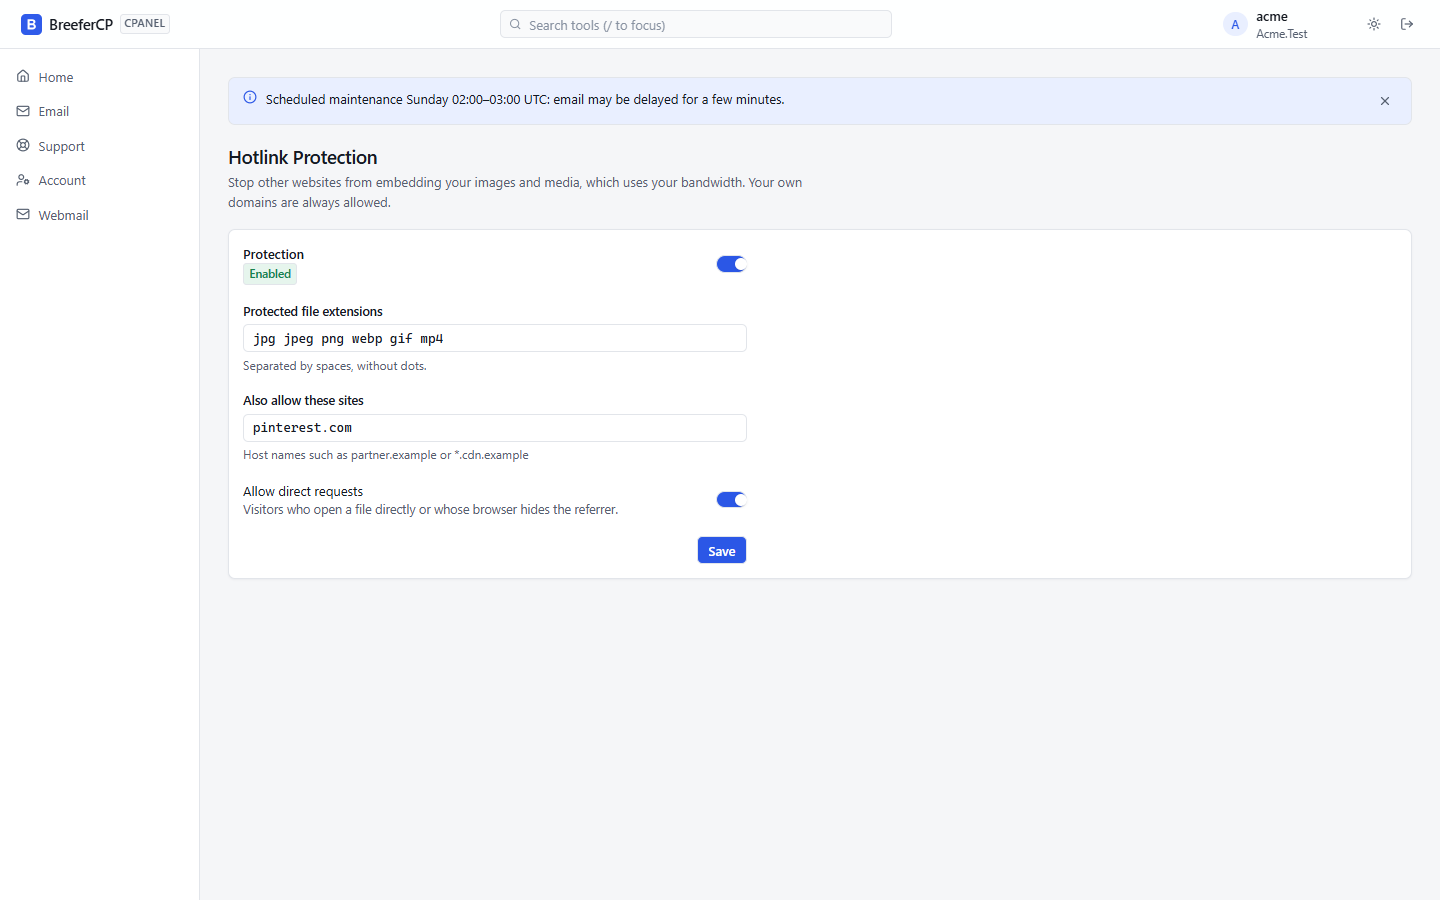 B BreeferCP CPANEL
Search tools (/ to focus)
A acme
Acme.Test
Home
Email
Support
Account
Webmail
Scheduled maintenance Sunday 02:00–03:00 UTC: email may be delayed for a few minutes.
Hotlink Protection
Stop other websites from embedding your images and media, which uses your bandwidth. Your own
domains are always allowed.
Protection
Enabled
Protected file extensions
jpg jpeg png webp gif mp4
Separated by spaces, without dots.
Also allow these sites
pinterest.com
Host names such as partner.example or *.cdn.example
Allow direct requests
Visitors who open a file directly or whose browser hides the referrer.
Save